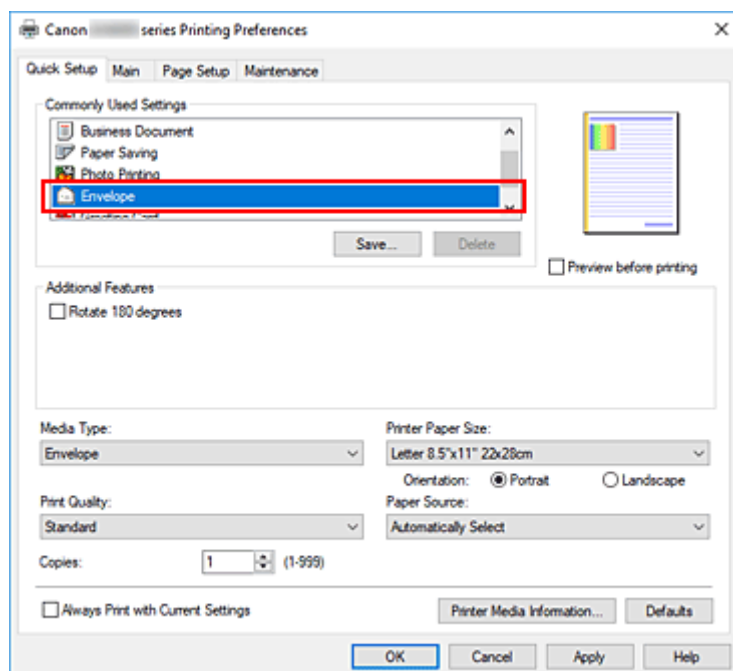 Canon series Printing Preferences
Quick Setup Main Page Setup Maintenance
Commonly Used Settings
Business Document
Paper Saving
Photo Printing
Envelope
Save... Delete
Preview before printing
Additional Features
Rotate 180 degrees
Media Type: Printer Paper Size:
Envelope Letter 8.5"x11" 22x28cm
Orientation: Portrait Landscape
Print Quality: Paper Source:
Standard Automatically Select
Copies: 1 (1-999)
Always Print with Current Settings Printer Media Information... Defaults
OK Cancel Apply Help